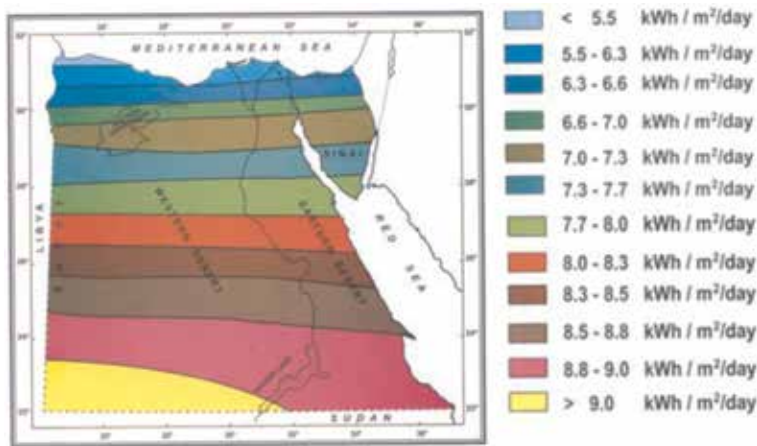 MEDITERRANEAN SEA
SINAI
LIBYA
WESTERN DESERT
EASTERN DESERT
RED SEA
SUDAN
< 5.5 kWh / m²/day
5.5 - 6.3 kWh / m²/day
6.3 - 6.6 kWh / m²/day
6.6 - 7.0 kWh / m²/day
7.0 - 7.3 kWh / m²/day
7.3 - 7.7 kWh / m²/day
7.7 - 8.0 kWh / m²/day
8.0 - 8.3 kWh / m²/day
8.3 - 8.5 kWh / m²/day
8.5 - 8.8 kWh / m²/day
8.8 - 9.0 kWh / m²/day
> 9.0 kWh / m²/day